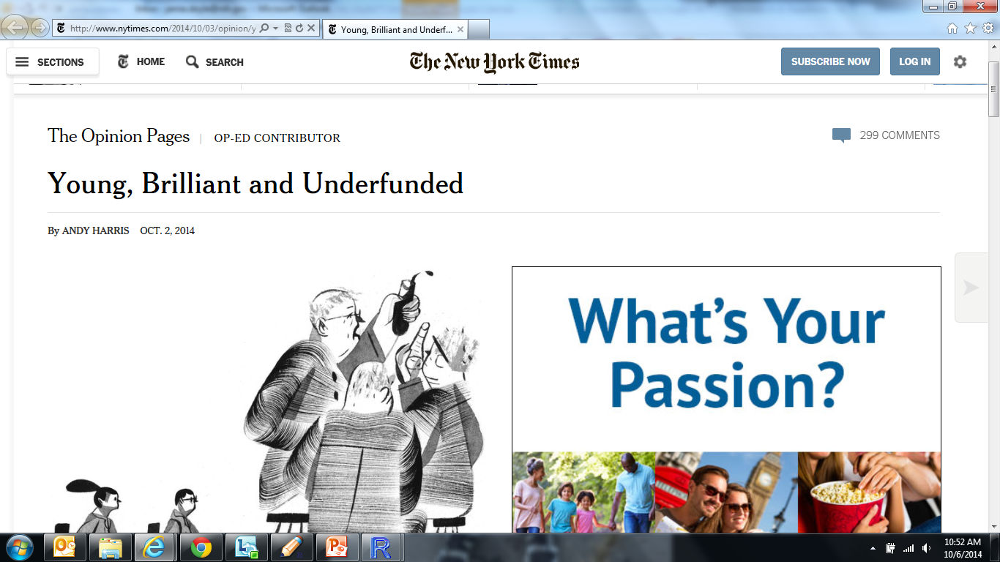 http://www.nytimes.com/2014/10/03/opinion/y
Young, Brilliant and Underf...
SECTIONS
HOME
SEARCH
The New York Times
SUBSCRIBE NOW
LOG IN
The Opinion Pages | OP-ED CONTRIBUTOR
299 COMMENTS
Young, Brilliant and Underfunded
By ANDY HARRIS OCT. 2, 2014
What's Your
Passion?
10:52 AM
10/6/2014